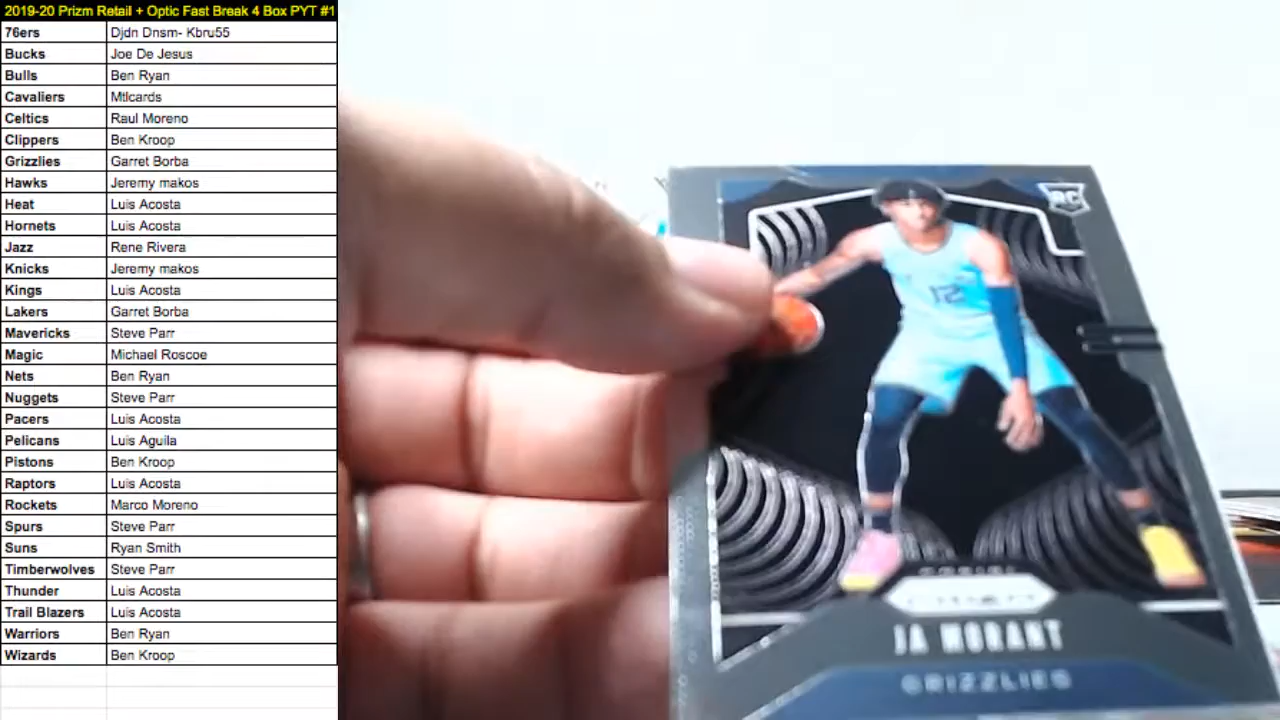 2019-20 Prizm Retail + Optic Fast Break 4 Box PYT #1
76ers Djdn Dnsm- Kbru55
Bucks Joe De Jesus
Bulls Ben Ryan
Cavaliers Mtlcards
Celtics Raul Moreno
Clippers Ben Kroop
Grizzlies Garret Borba
Hawks Jeremy makos
Heat Luis Acosta
Hornets Luis Acosta
Jazz Rene Rivera
Knicks Jeremy makos
Kings Luis Acosta
Lakers Garret Borba
Mavericks Steve Parr
Magic Michael Roscoe
Nets Ben Ryan
Nuggets Steve Parr
Pacers Luis Acosta
Pelicans Luis Aguila
Pistons Ben Kroop
Raptors Luis Acosta
Rockets Marco Moreno
Spurs Steve Parr
Suns Ryan Smith
Timberwolves Steve Parr
Thunder Luis Acosta
Trail Blazers Luis Acosta
Warriors Ben Ryan
Wizards Ben Kroop
RC
12
JA MORANT
GRIZZLIES